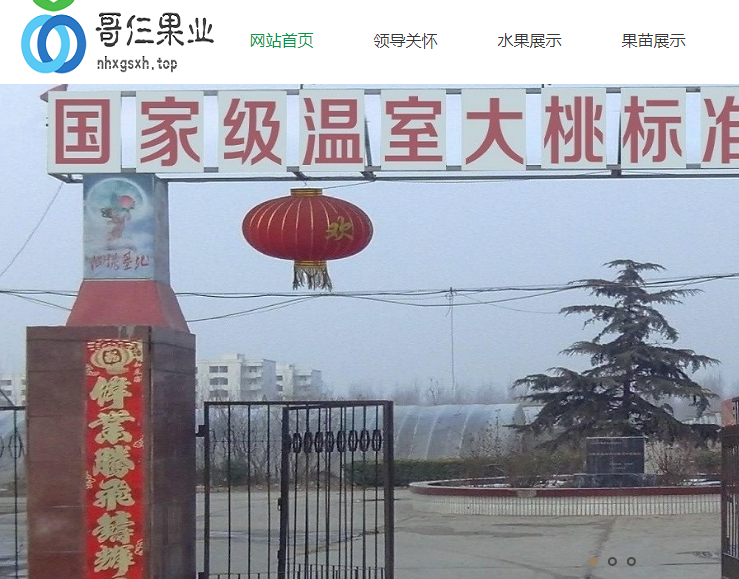 哥仨果业
nhxgsxh.top
网站首页 领导关怀 水果展示 果苗展示
国家级温室大桃标准
欢
伟业腾飞铸辉